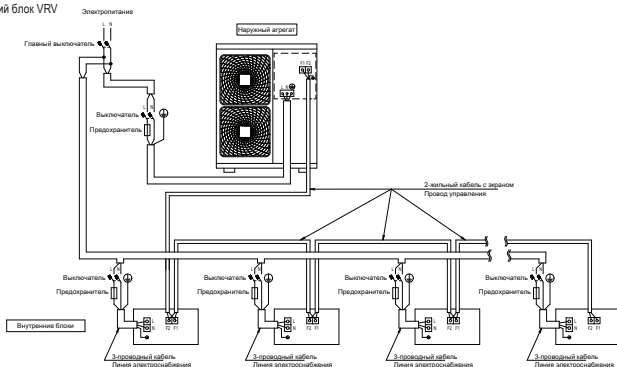 ий блок VRV
Электропитание
L N
Главный выключатель
Наружный агрегат
F1 F2
L N
L N
Выключатель
Предохранитель
2-жильный кабель с экраном
Провод управления
L N
Выключатель
Предохранитель
L N
Выключатель
Предохранитель
L N
Выключатель
Предохранитель
L N
Выключатель
Предохранитель
Внутренние блоки
L
N
F2 F1
L
N
F2 F1
L
N
F2 F1
L
N
F2 F1
3-проводный кабель
Линия электроснабжения
3-проводный кабель
Линия электроснабжения
3-проводный кабель
Линия электроснабжения
3-проводный кабель
Линия электроснабжения